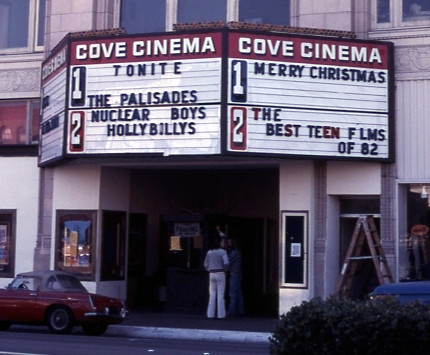 COVE CINEMA
1 TONITE
THE PALISADES
2 NUCLEAR BOYS
HOLLYBILLYS
COVE CINEMA
1 MERRY CHRISTMAS
2 THE
BEST TEEN F LMS
OF 82